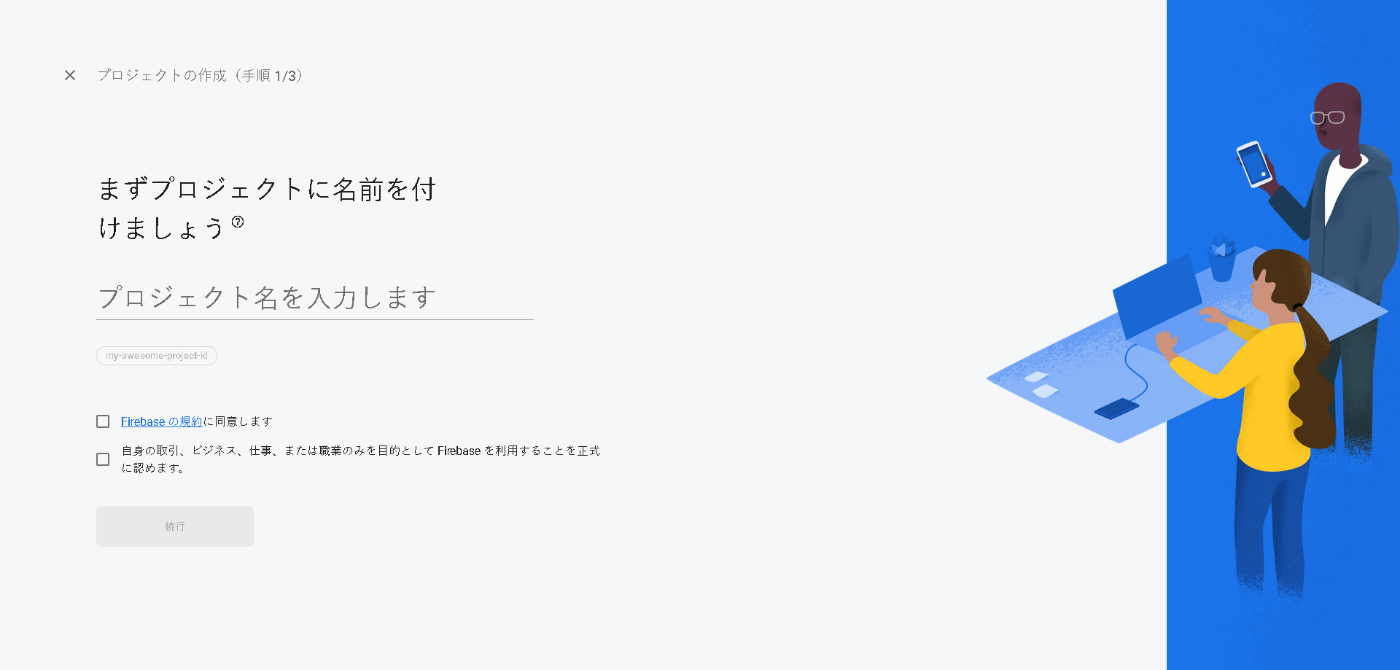 プロジェクトの作成（手順 1/3）
まずプロジェクトに名前を付
けましょう
プロジェクト名を入力します
my-awesome-project-id
Firebase の規約に同意します
自身の取引、ビジネス、仕事、または職業のみを目的として Firebase を利用することを正式
に認めます。
続行